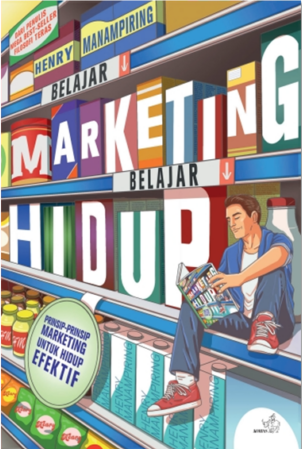 DARI PENULIS
MEGA BEST-SELLER
FILOSOFI TERAS
HENRY
MANAMPIRING
BELAJAR
MARKETING
BELAJAR
HIDUP
PRINSIP-PRINSIP
MARKETING
UNTUK HIDUP
EFEKTIF